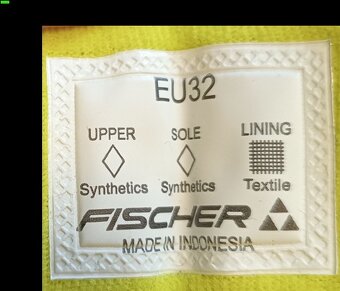 EU32
UPPER SOLE LINING
Synthetics Synthetics Textile
FISCHER
MADE IN INDONESIA